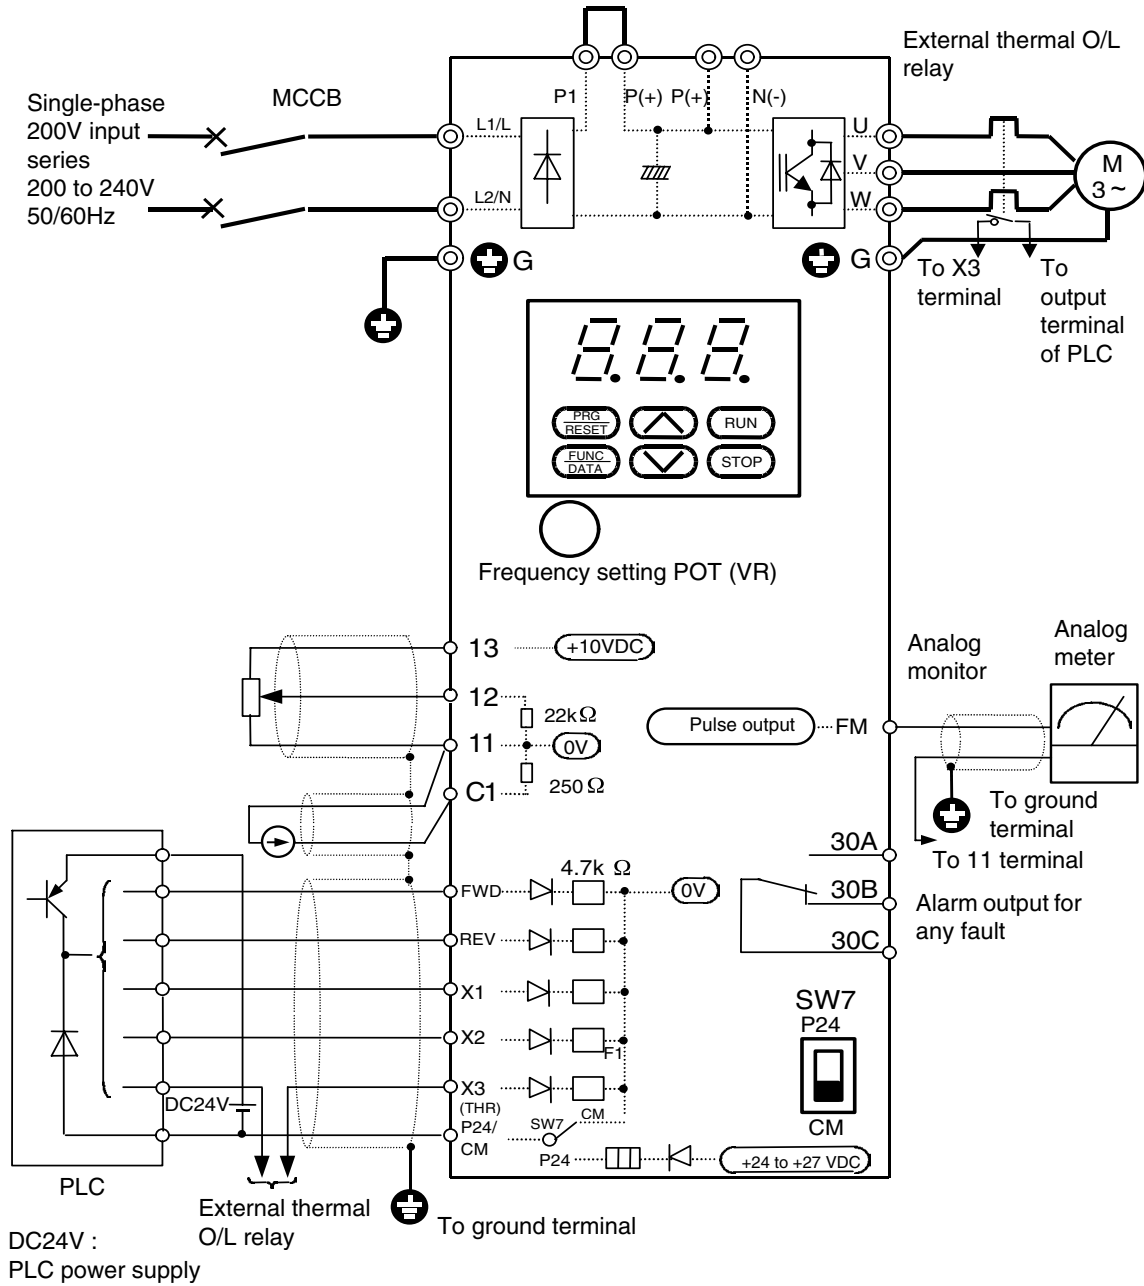 External thermal O/L
relay
Single-phase
200V input
series
200 to 240V
50/60Hz
MCCB
P1
P(+)
P(+)
N(-)
L1/L
L2/N
U
V
W
M
3~
G
G
To X3
terminal
To
output
terminal
of PLC
8.8.8.
PRG
RESET
RUN
FUNC
DATA
STOP
Frequency setting POT (VR)
13
+10VDC
12
22kΩ
11
0V
C1
250 Ω
Analog
monitor
Analog
meter
Pulse output
FM
To ground
terminal
To 11 terminal
30A
30B
30C
Alarm output for
any fault
FWD
4.7k Ω
0V
REV
X1
X2
F1
X3
(THR)
P24/
CM
SW7
CM
P24
+24 to +27 VDC
SW7
P24
CM
DC24V
PLC
External thermal
O/L relay
To ground terminal
DC24V :
PLC power supply